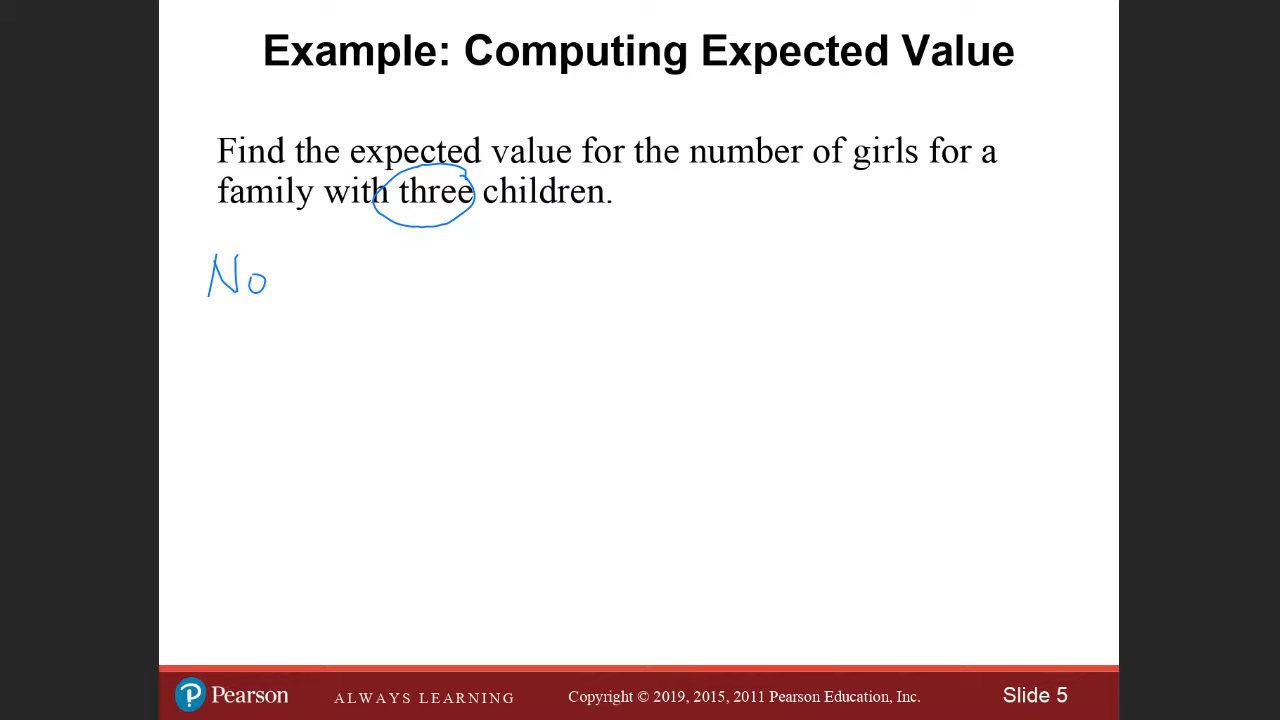 Example: Computing Expected Value
Find the expected value for the number of girls for a
family with three children.
No
Pearson
ALWAYS LEARNING
Copyright © 2019, 2015, 2011 Pearson Education, Inc.
Slide 5